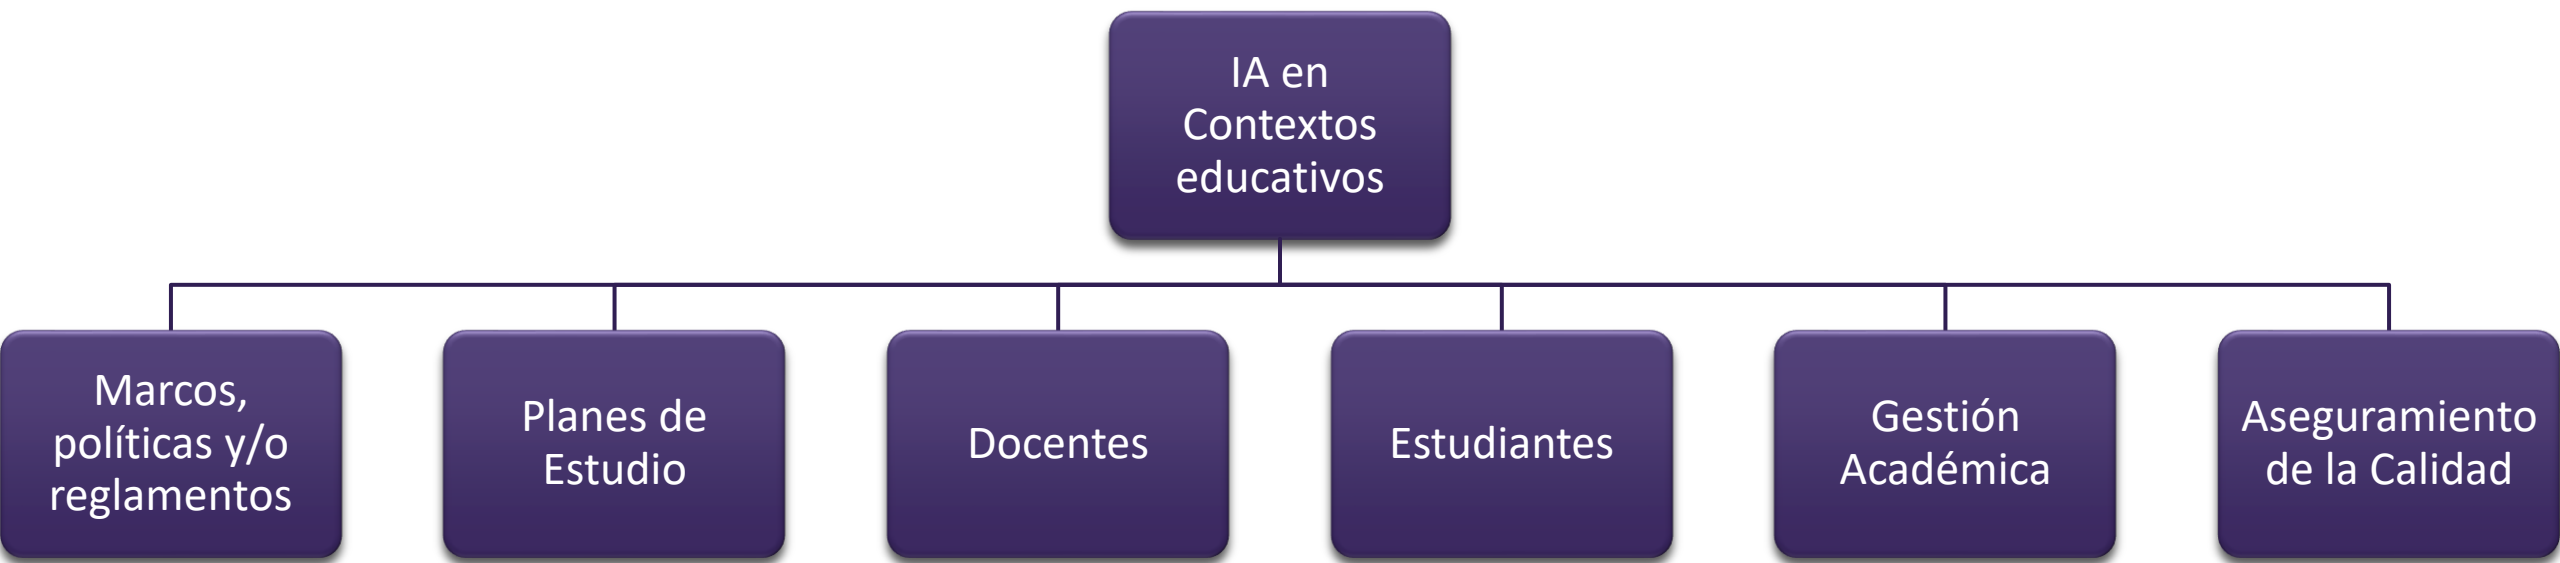 IA en
Contextos
educativos
Marcos,
políticas y/o
reglamentos
Planes de
Estudio
Docentes
Estudiantes
Gestión
Académica
Aseguramiento
de la Calidad